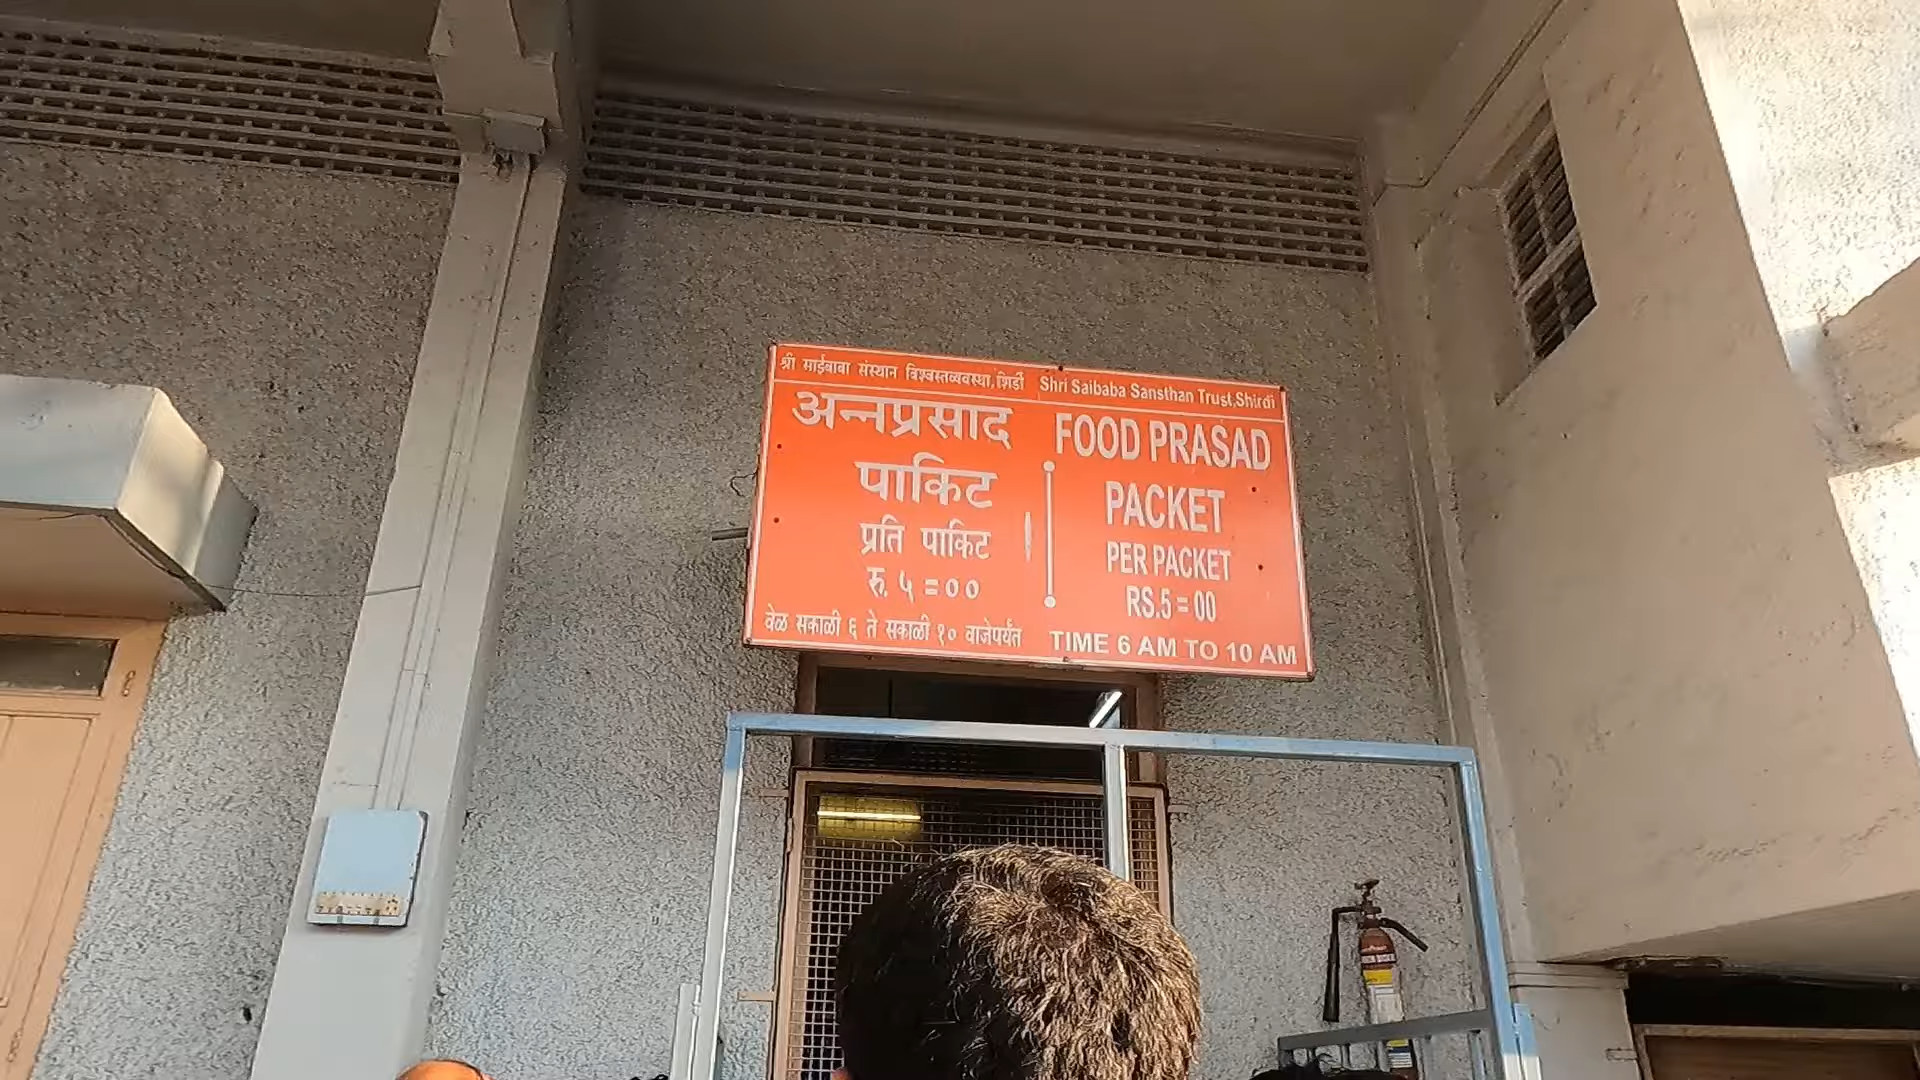 श्री साईबाबा संस्थान विश्वस्तव्यवस्था, शिर्डी Shri Saibaba Sansthan Trust,Shirdi
अन्नप्रसाद
पाकिट
प्रति पाकिट
रु. ५ = ००
वेळ सकाळी ६ ते सकाळी १० वाजेपर्यंत
FOOD PRASAD
PACKET
PER PACKET
RS.5 = 00
TIME 6 AM TO 10 AM